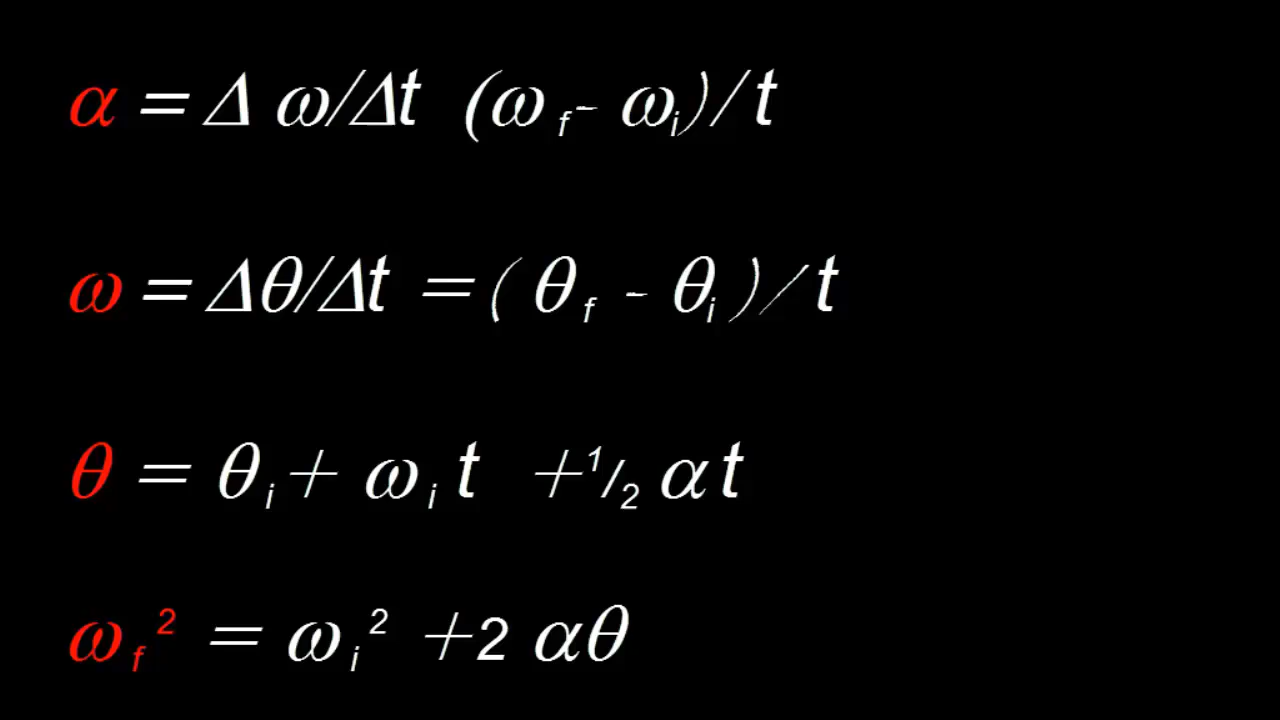 α = Δ ω/Δt (ω f - ωi)/ t
ω = Δθ/Δt = ( θ f - θi )/ t
θ = θ i + ω i t + 1/2 α t
ω f 2 = ω i 2 +2 αθ